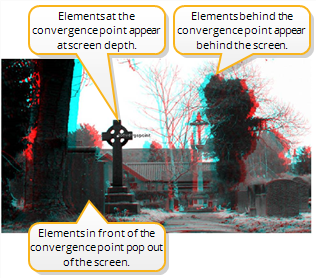 Elements at the
convergence point appear
at screen depth.
Elements behind the
convergence point appear
behind the screen.
Elements in front of the
convergence point pop out
of the screen.